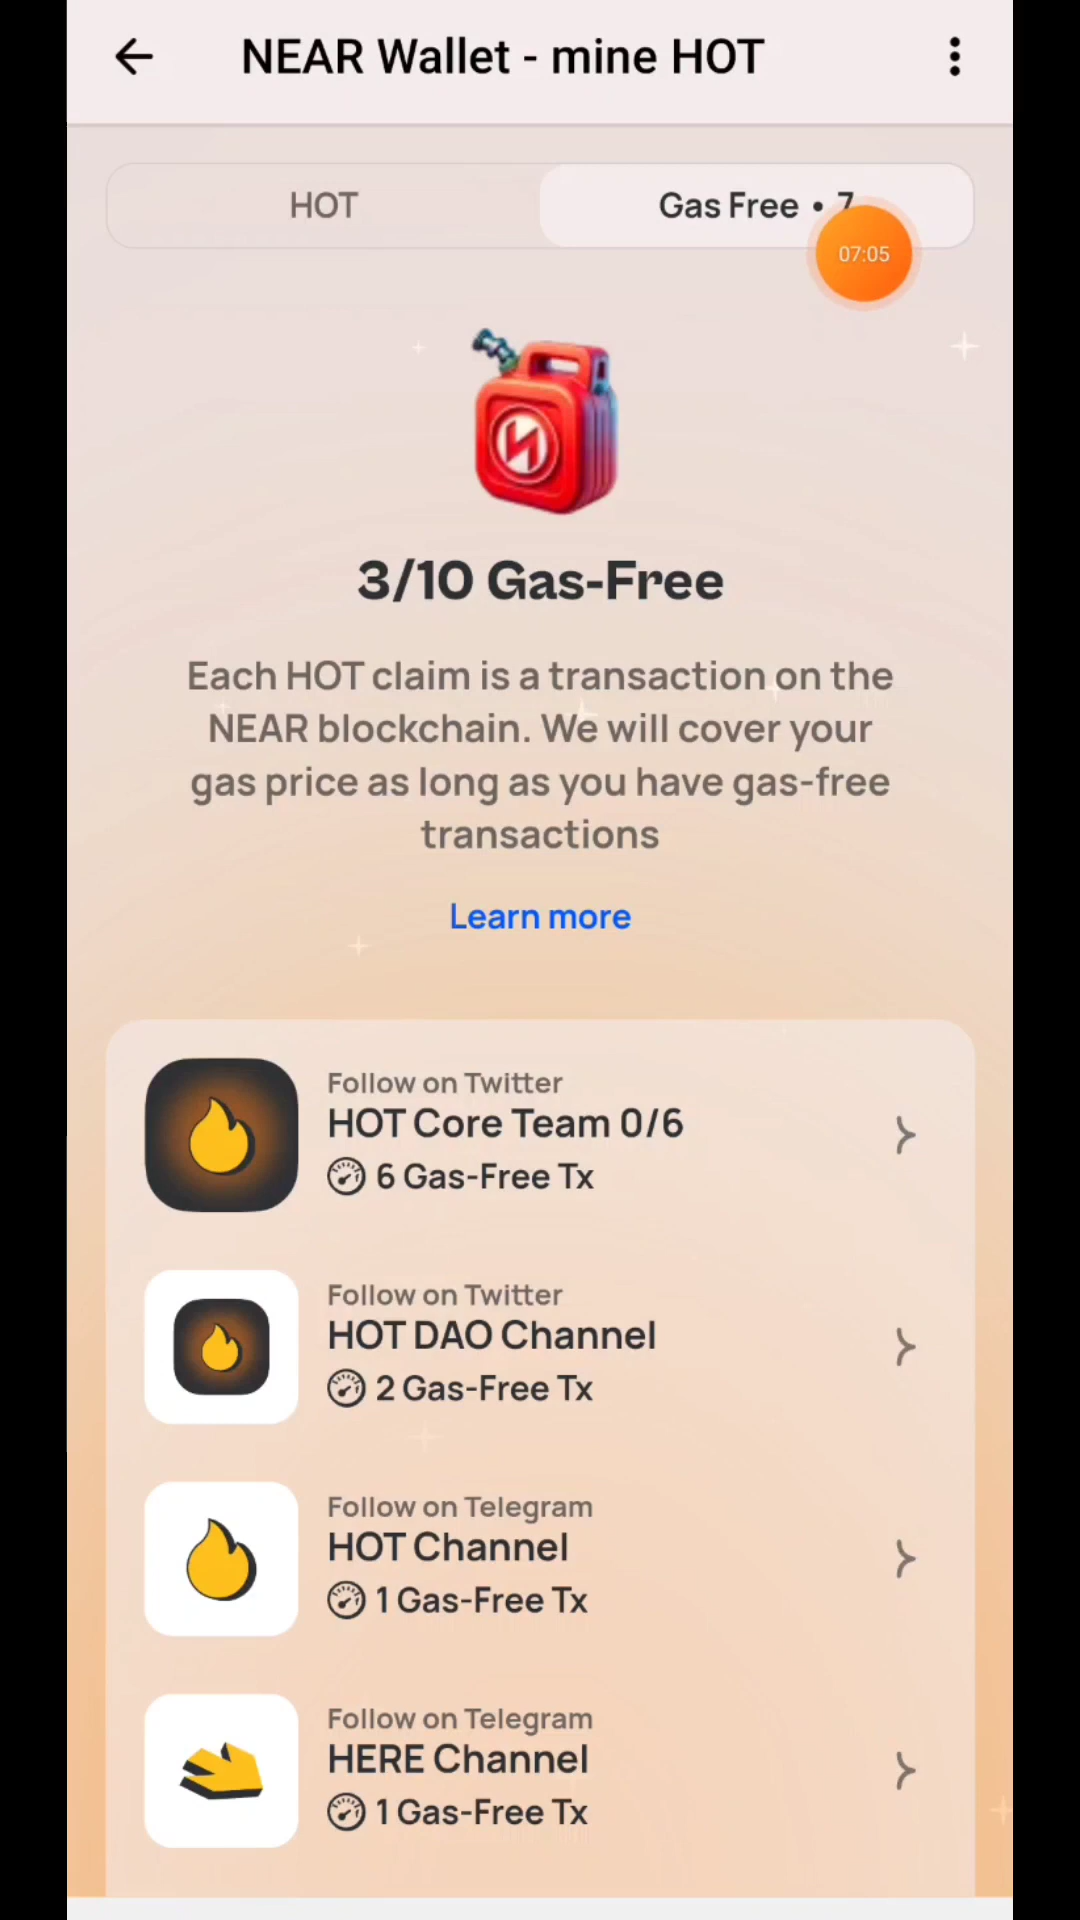 NEAR Wallet - mine HOT
HOT
Gas Free • 7
07:05
3/10 Gas-Free
Each HOT claim is a transaction on the
NEAR blockchain. We will cover your
gas price as long as you have gas-free
transactions
Learn more
Follow on Twitter
HOT Core Team 0/6
6 Gas-Free Tx
Follow on Twitter
HOT DAO Channel
2 Gas-Free Tx
Follow on Telegram
HOT Channel
1 Gas-Free Tx
Follow on Telegram
HERE Channel
1 Gas-Free Tx